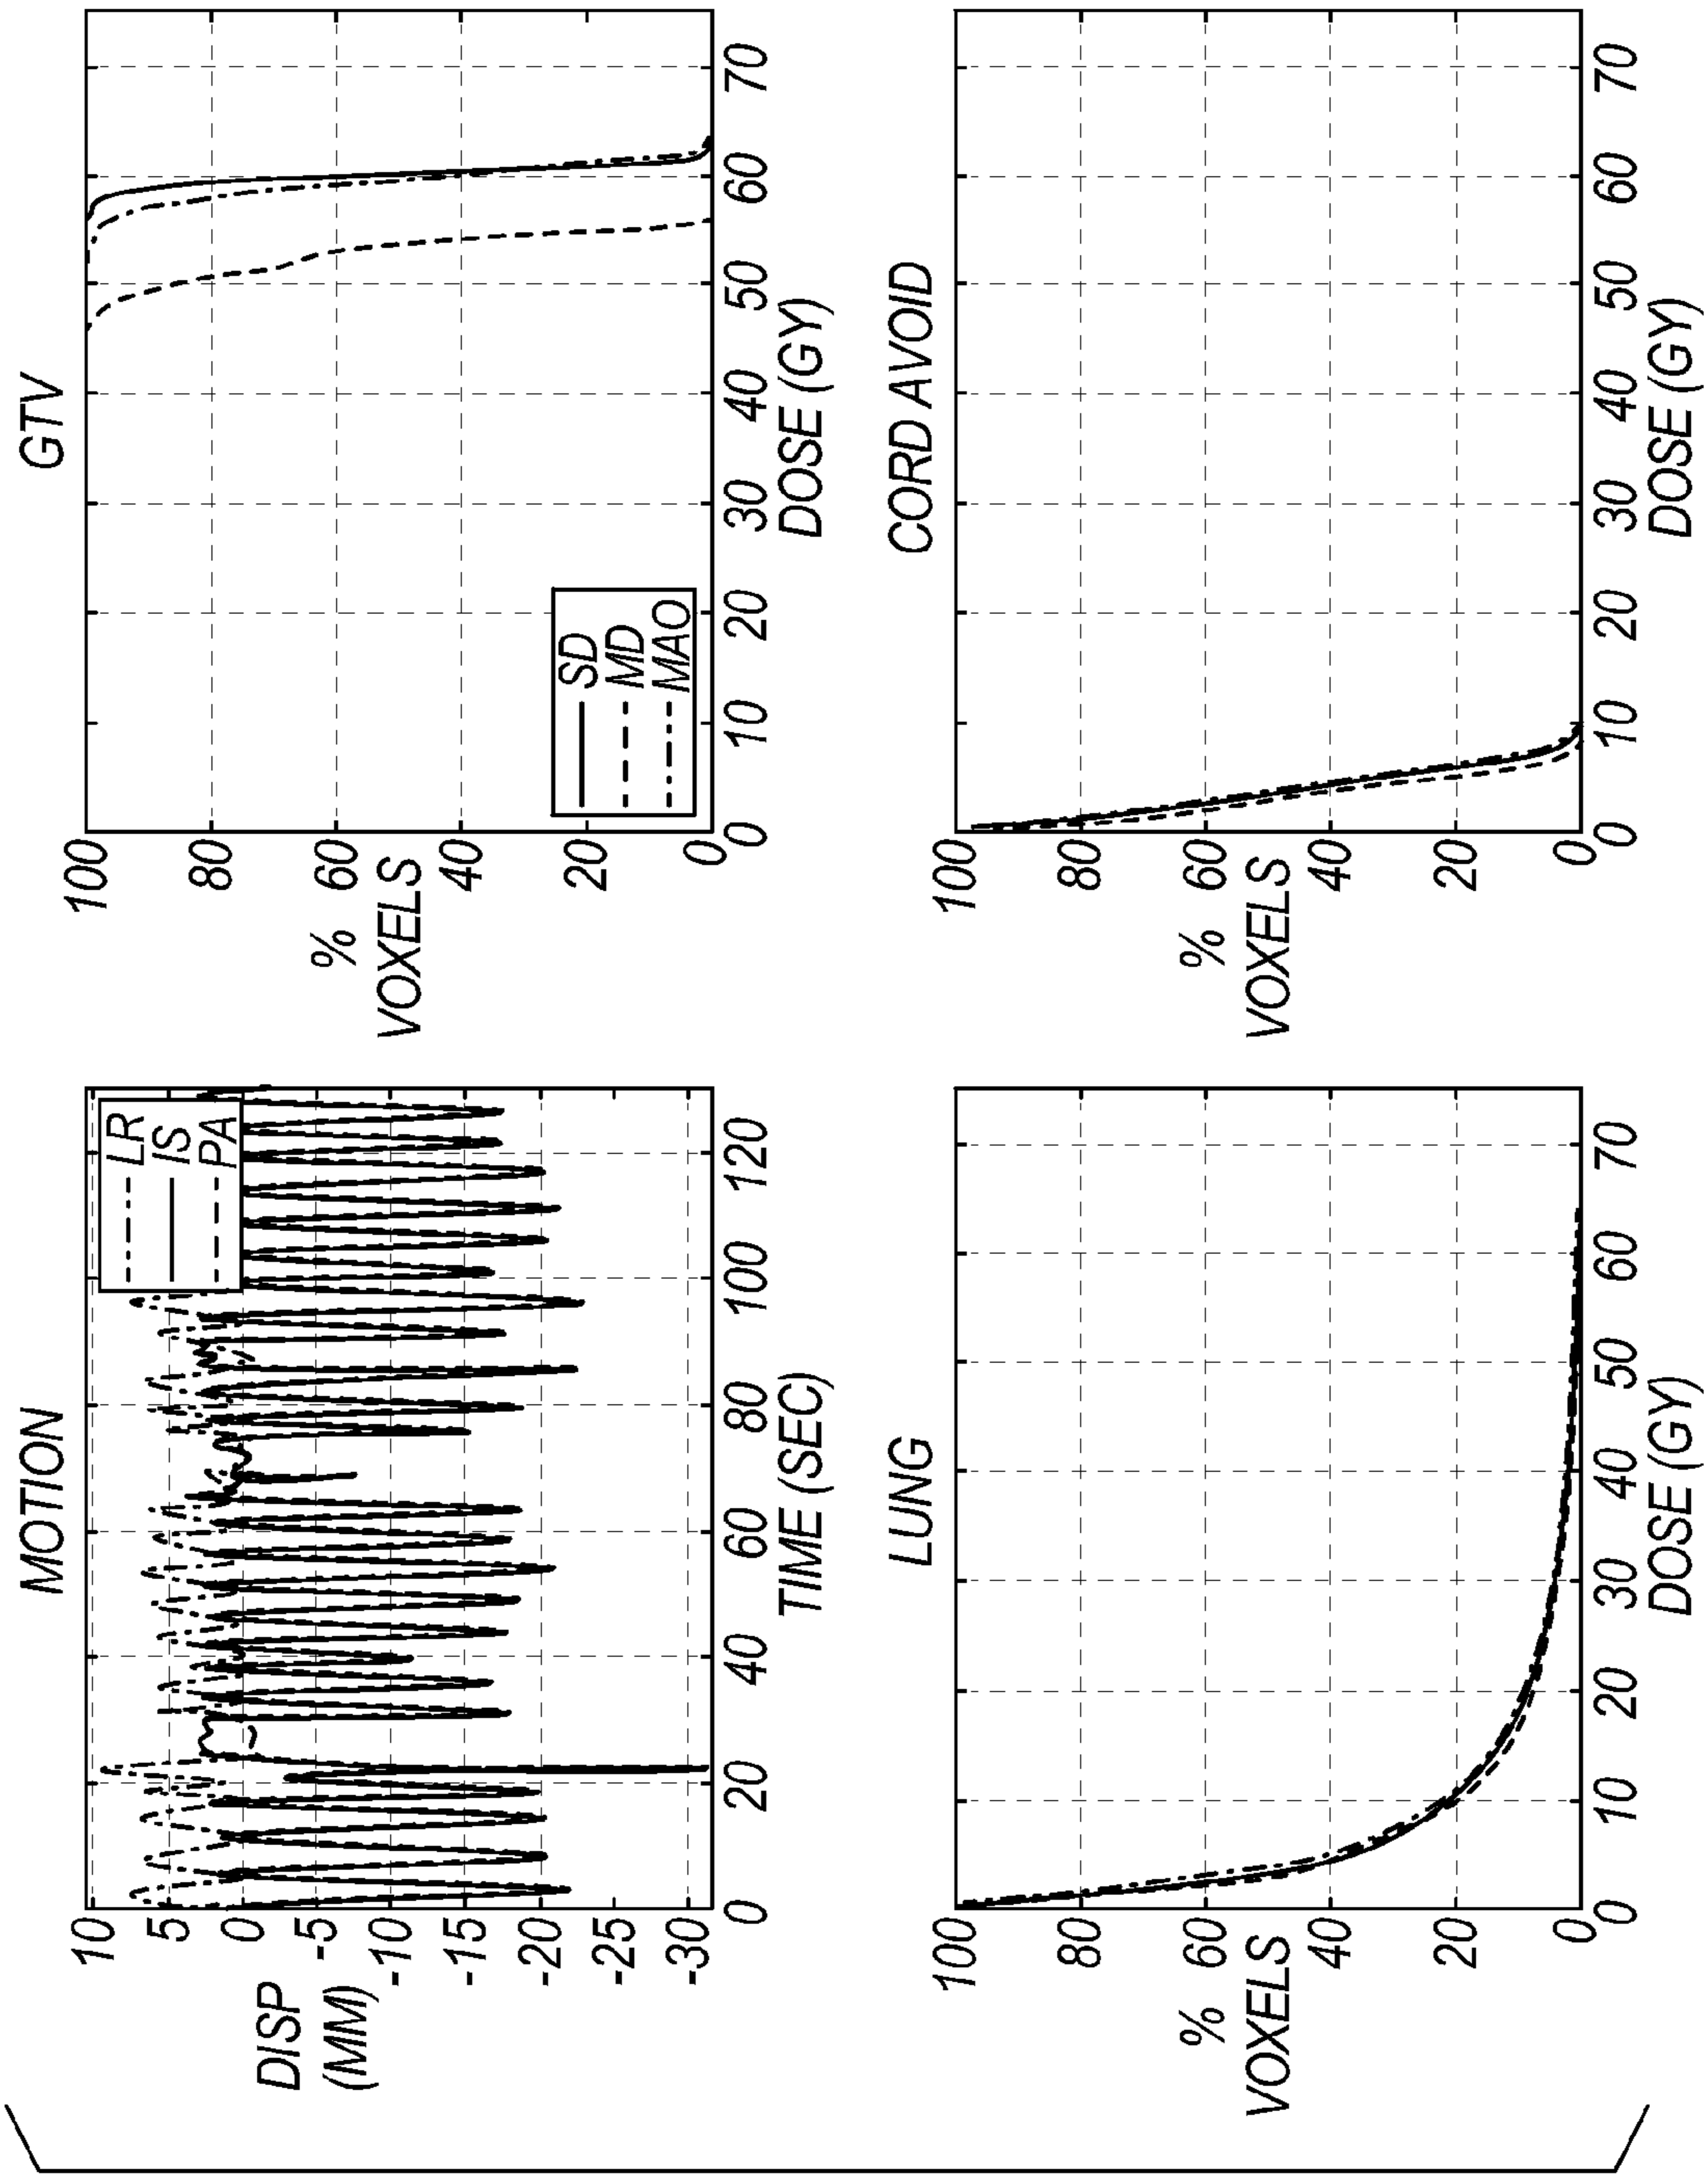 MOTION
10
5
0
-5
-10
-15
-20
-25
-30
DISP
(MM)
LR
IS
PA
0 20 40 60 80 100 120
TIME (SEC)
GTV
100
80
60
40
20
0
%
VOXELS
SD
MD
MAO
0 10 20 30 40 50 60 70
DOSE (GY)
LUNG
100
80
60
40
20
0
%
VOXELS
0 10 20 30 40 50 60 70
DOSE (GY)
CORD AVOID
100
80
60
40
20
0
%
VOXELS
0 10 20 30 40 50 60 70
DOSE (GY)